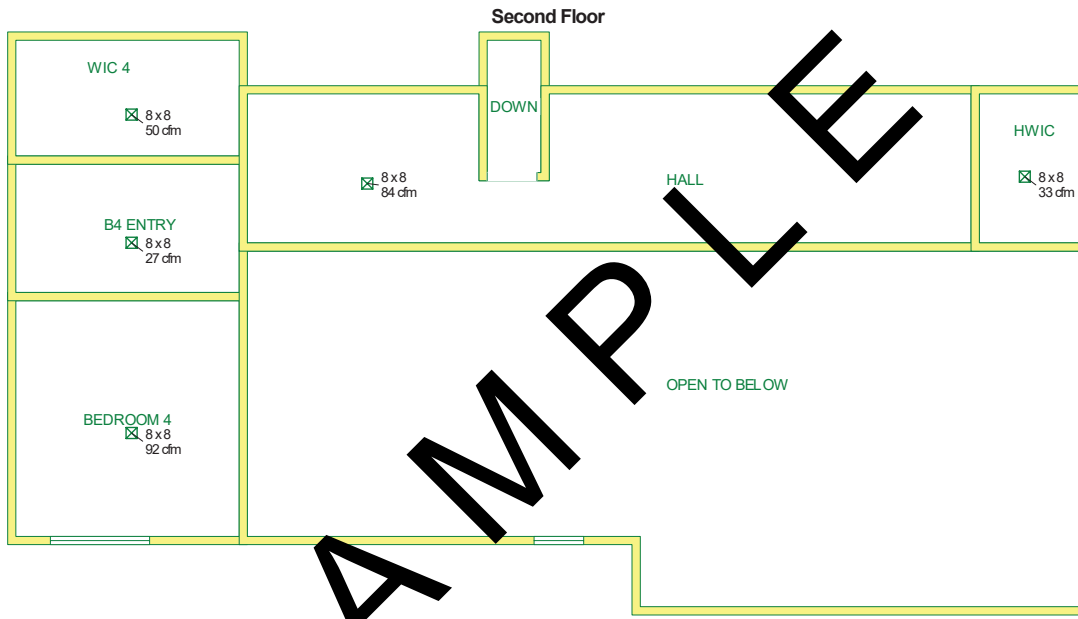 Second Floor
WIC 4
8 x 8
50 cfm
DOWN
HWIC
8 x 8
33 cfm
8 x 8
84 cfm
HALL
B4 ENTRY
8 x 8
27 cfm
OPEN TO BELOW
BEDROOM 4
8 x 8
92 cfm
AMPLE